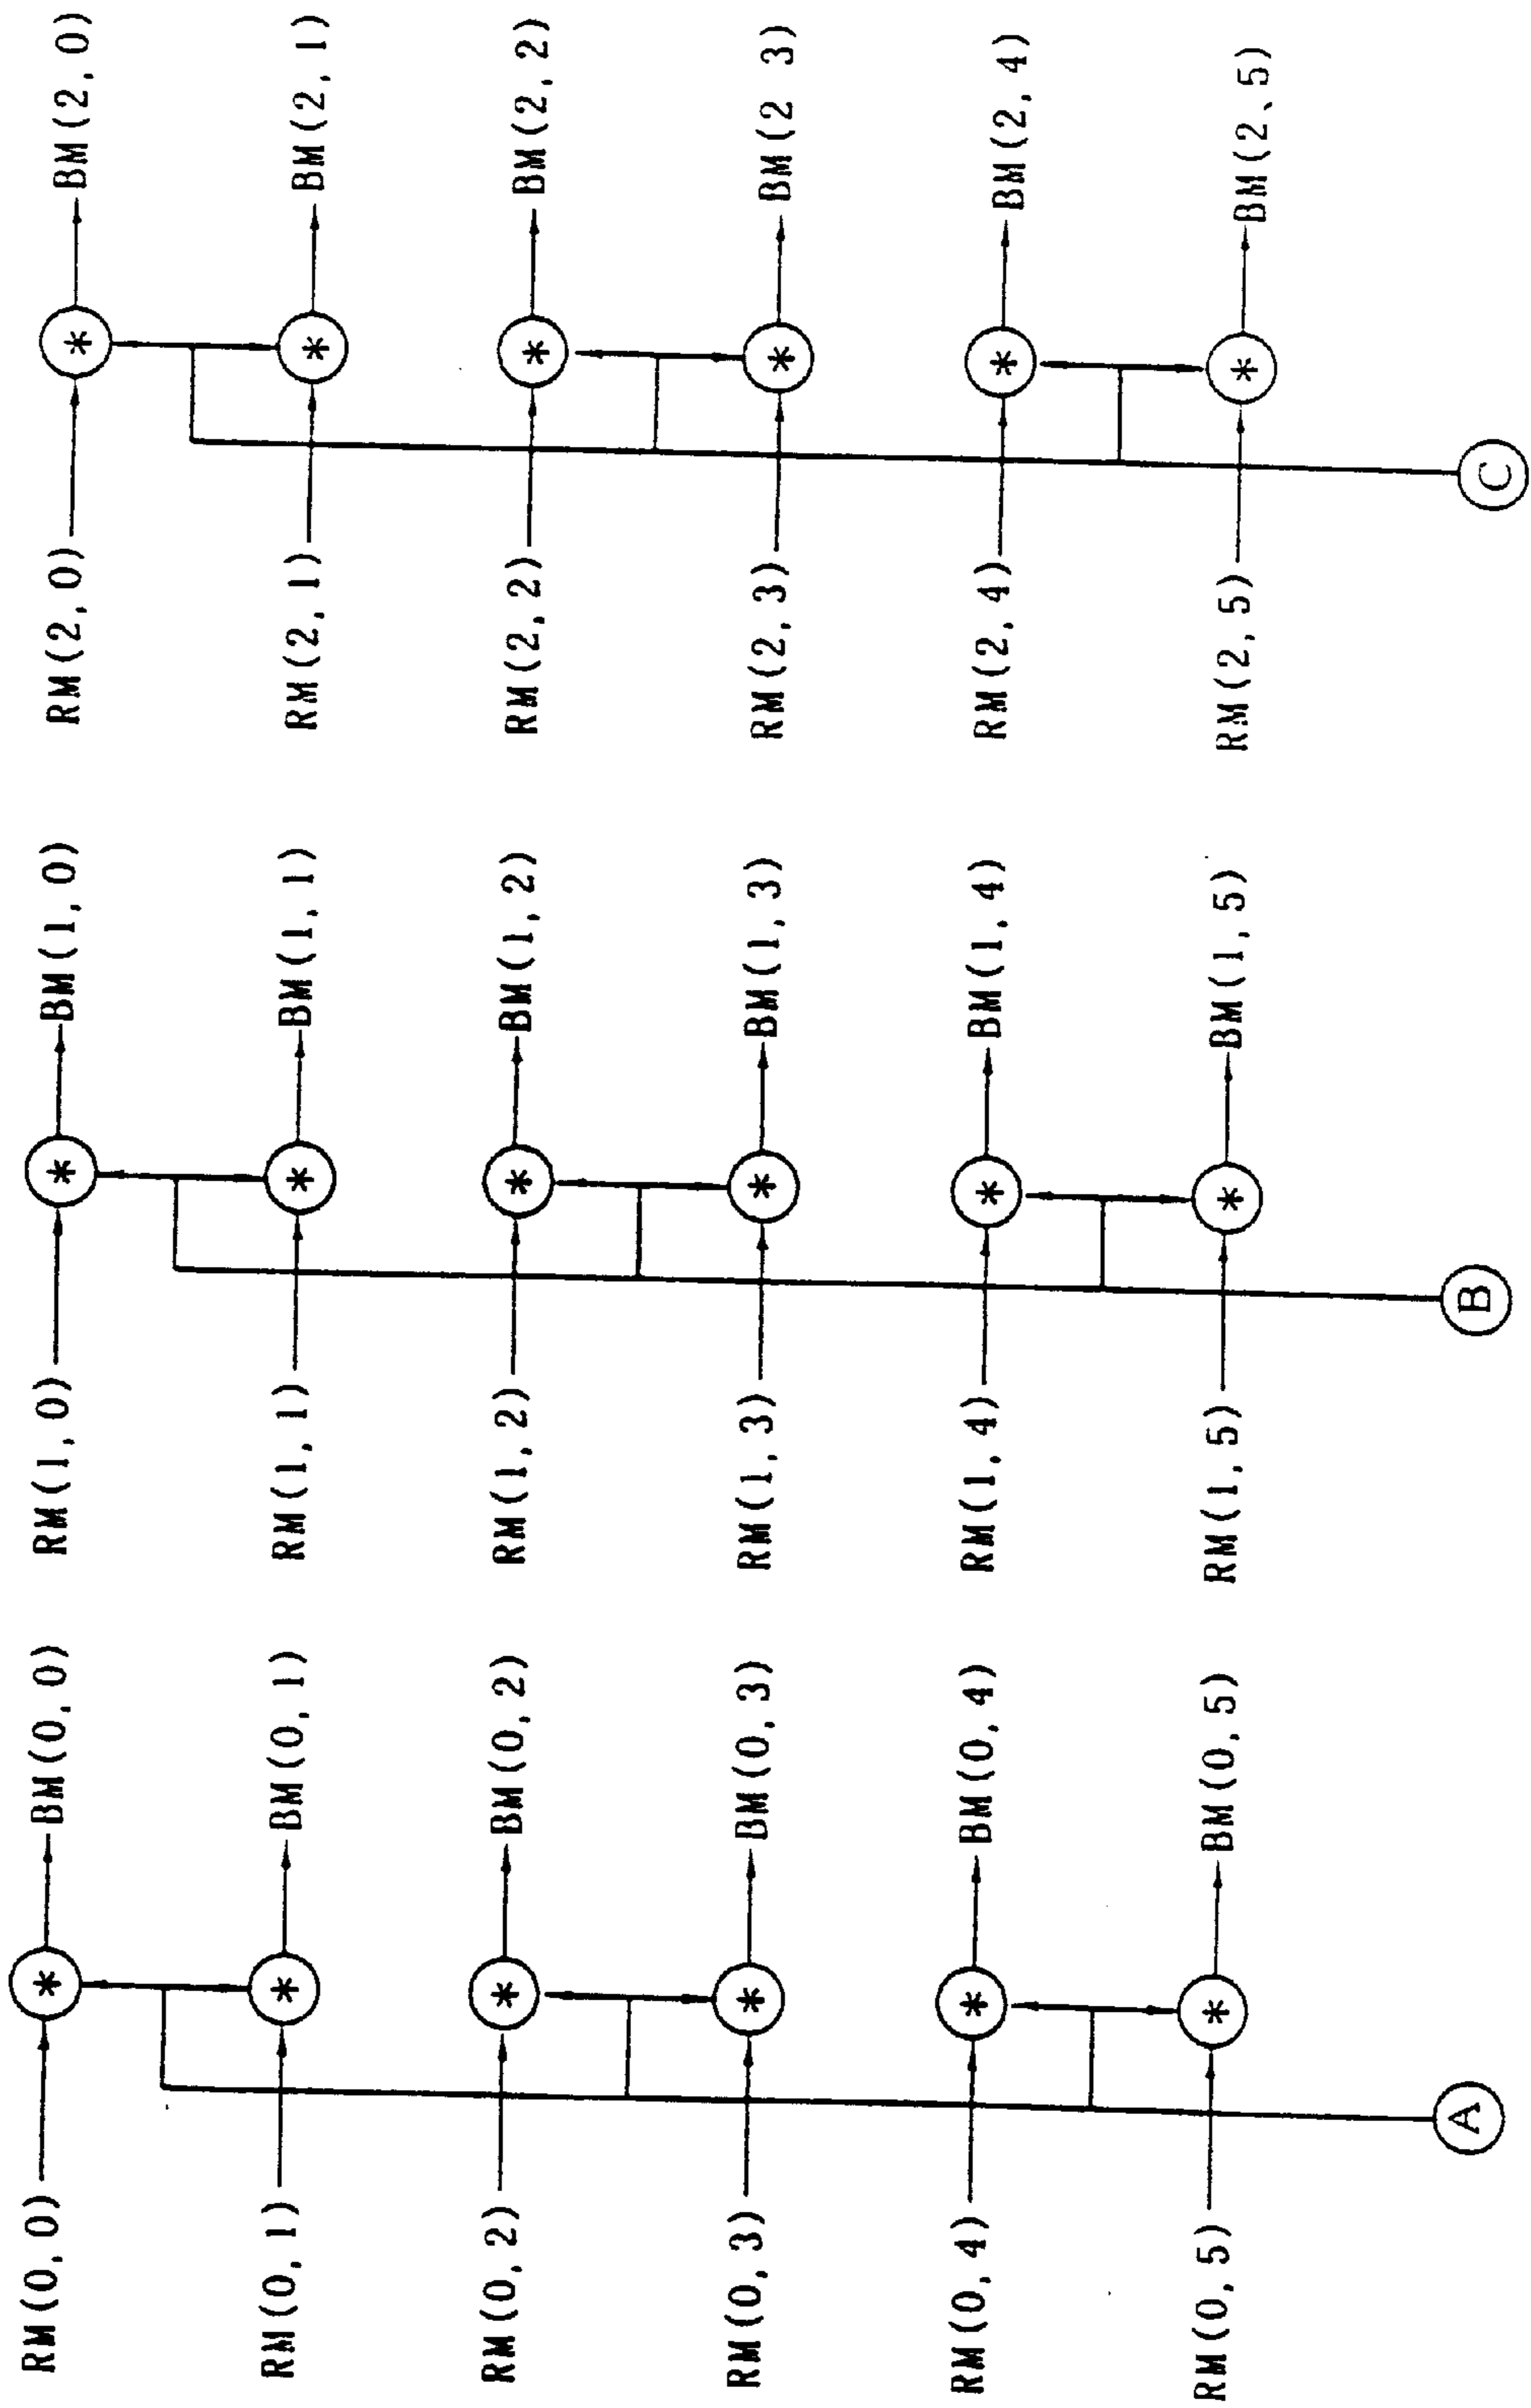 RM(0,0) * BM(0,0)
RM(0,1) * BM(0,1)
RM(0,2) * BM(0,2)
RM(0,3) * BM(0,3)
RM(0,4) * BM(0,4)
RM(0,5) * BM(0,5)
A
RM(1,0) * BM(1,0)
RM(1,1) * BM(1,1)
RM(1,2) * BM(1,2)
RM(1,3) * BM(1,3)
RM(1,4) * BM(1,4)
RM(1,5) * BM(1,5)
B
RM(2,0) * BM(2,0)
RM(2,1) * BM(2,1)
RM(2,2) * BM(2,2)
RM(2,3) * BM(2 3)
RM(2,4) * BM(2,4)
RM(2,5) * BM(2、5)
C